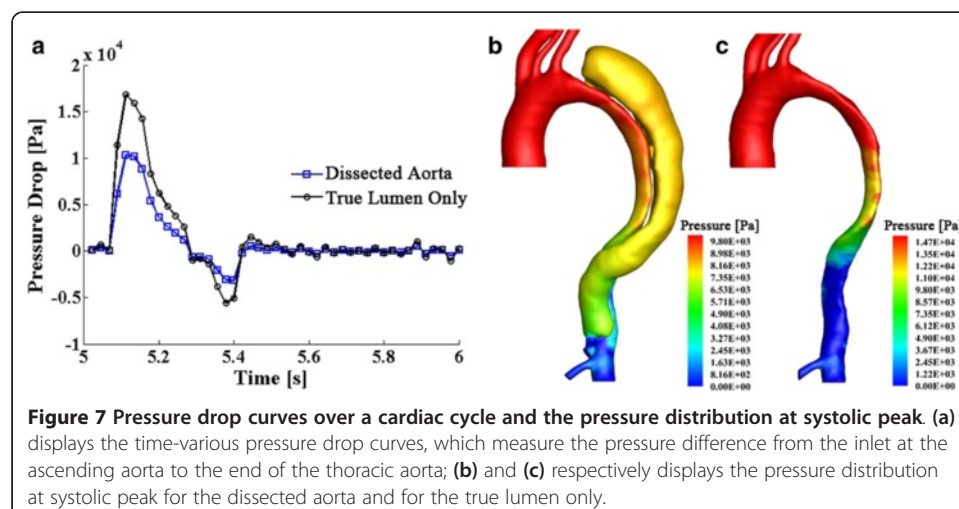 a
x 10⁴
2
1.5
1
0.5
0
-0.5
-1
5
5.2
5.4
5.6
5.8
6
Pressure Drop [Pa]
Time [s]
Dissected Aorta
True Lumen Only
b
Pressure [Pa]
9.80E+03
8.98E+03
8.16E+03
7.35E+03
6.53E+03
5.71E+03
4.90E+03
4.08E+03
3.27E+03
2.45E+03
1.63E+03
8.16E+02
0.00E+00
c
Pressure [Pa]
1.47E+04
1.35E+04
1.22E+04
1.10E+04
9.80E+03
8.57E+03
7.35E+03
6.12E+03
4.90E+03
3.67E+03
2.45E+03
1.22E+03
0.00E+00
Figure 7 Pressure drop curves over a cardiac cycle and the pressure distribution at systolic peak. (a)
displays the time-various pressure drop curves, which measure the pressure difference from the inlet at the
ascending aorta to the end of the thoracic aorta; (b) and (c) respectively displays the pressure distribution
at systolic peak for the dissected aorta and for the true lumen only.